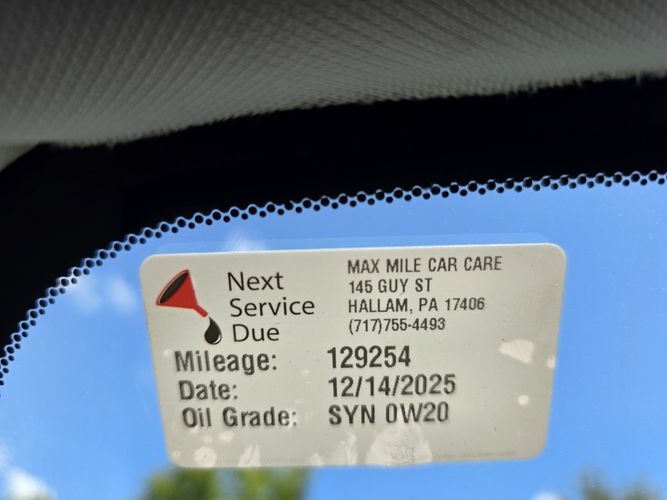 Next
Service
Due
MAX MILE CAR CARE
145 GUY ST
HALLAM, PA 17406
(717)755-4493
Mileage: 129254
Date: 12/14/2025
Oil Grade: SYN 0W20